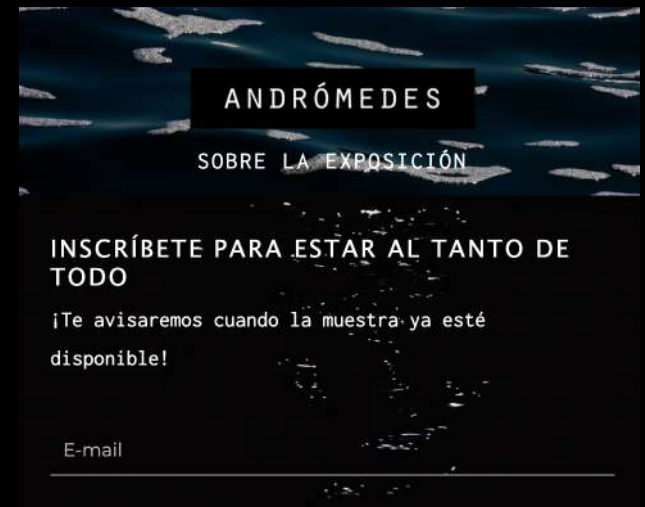 ANDRÓMEDES
SOBRE LA EXPOSICIÓN
INSCRÍBETE PARA ESTAR AL TANTO DE
TODO
¡Te avisaremos cuando la muestra ya esté
disponible!
E-mail